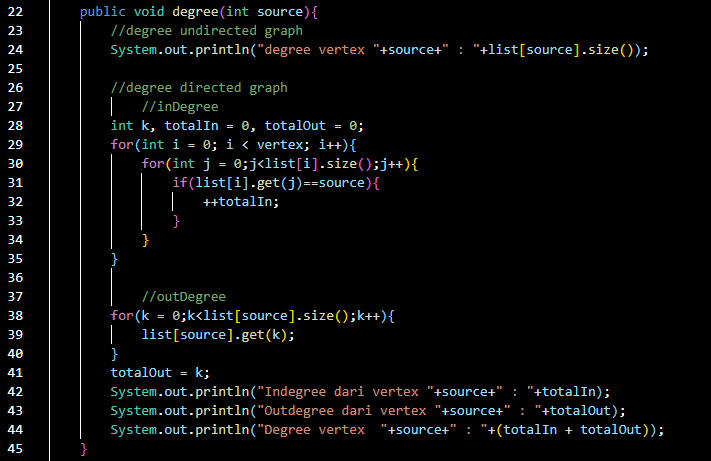 22 public void degree(int source){
23 //degree undirected graph
24 System.out.println("degree vertex "+source+" : "+list[source].size());
25
26 //degree directed graph
27 //inDegree
28 int k, totalIn = 0, totalOut = 0;
29 for(int i = 0; i < vertex; i++){
30 for(int j = 0;j<list[i].size();j++){
31 if(list[i].get(j)==source){
32 ++totalIn;
33 }
34 }
35 }
36
37 //outDegree
38 for(k = 0;k<list[source].size();k++){
39 list[source].get(k);
40 }
41 totalOut = k;
42 System.out.println("Indegree dari vertex "+source+" : "+totalIn);
43 System.out.println("Outdegree dari vertex "+source+" : "+totalOut);
44 System.out.println("Degree vertex  "+source+" : "+(totalIn + totalOut));
45 }